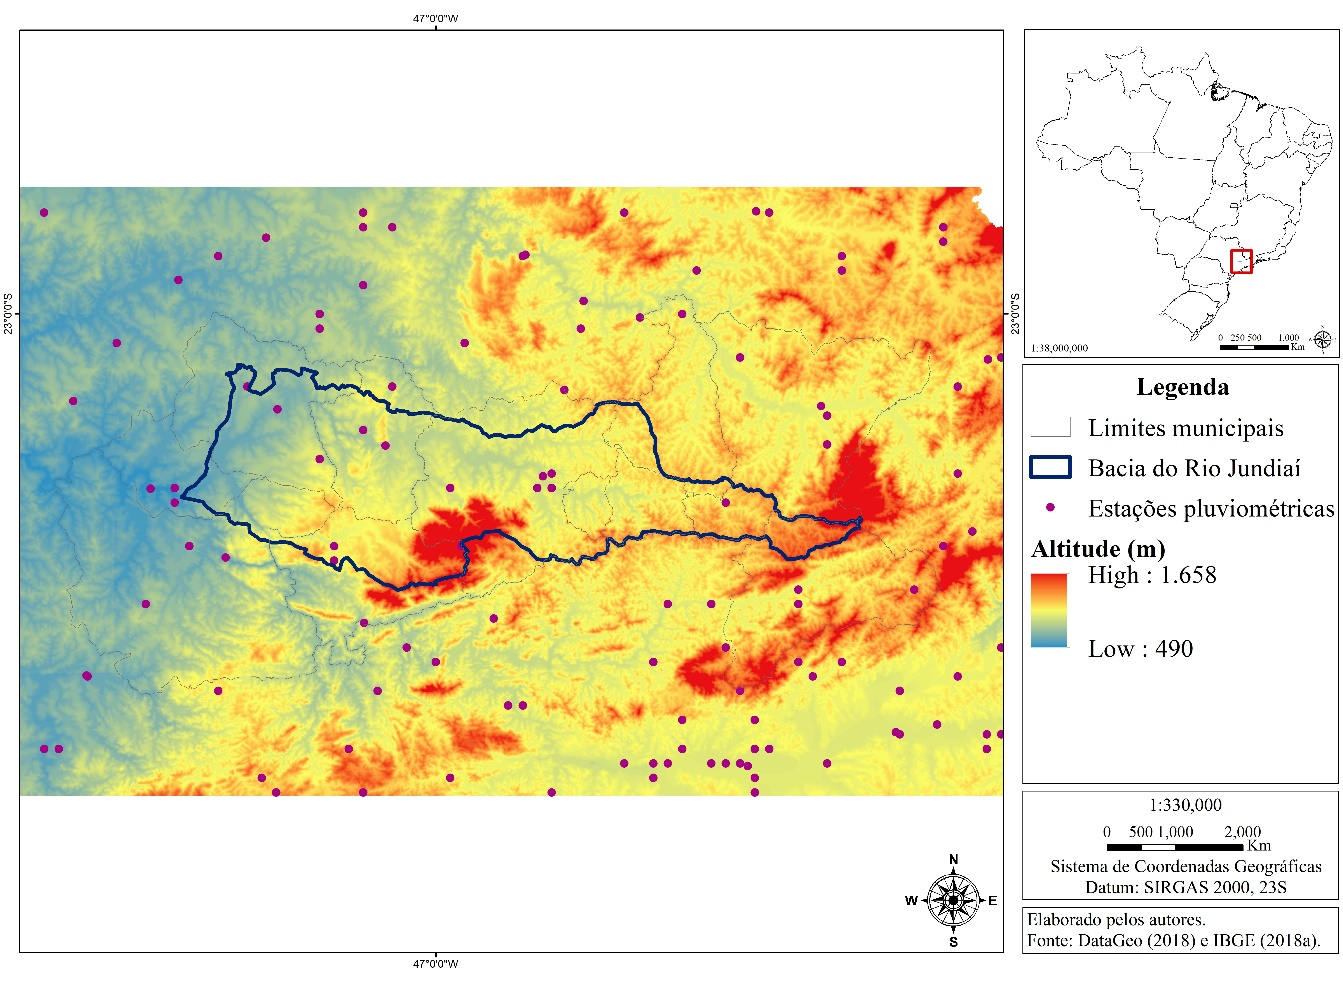 47°0'0"W
23°0'0"S
23°0'0"S
47°0'0"W
N
W
E
S
1:38,000,000
0 250 500 1.000
Km
Legenda
Limites municipais
Bacia do Rio Jundiaí
Estações pluviométricas
Altitude (m)
High : 1.658
Low : 490
1:330,000
0 500 1,000 2,000
Km
Sistema de Coordenadas Geográficas
Datum: SIRGAS 2000, 23S
Elaborado pelos autores.
Fonte: DataGeo (2018) e IBGE (2018a).